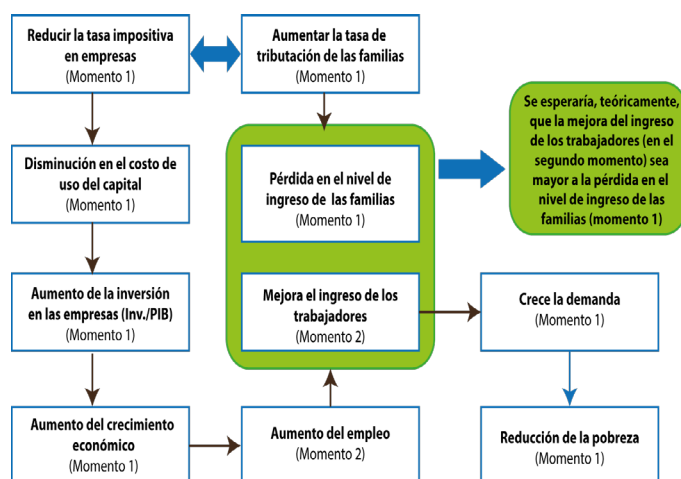 Reducir la tasa impositiva
en empresas
(Momento 1)
Aumentar la tasa de
tributación de las familias
(Momento 1)
Se esperaría, teóricamente,
que la mejora del ingreso
de los trabajadores (en el
segundo momento) sea
mayor a la pérdida en el
nivel de ingreso de las
familias (momento 1)
Disminución en el costo de
uso del capital
(Momento 1)
Pérdida en el nivel de
ingreso de las familias
(Momento 1)
Aumento de la inversión
en las empresas (Inv./PIB)
(Momento 1)
Mejora el ingreso de los
trabajadores
(Momento 2)
Crece la demanda
(Momento 1)
Aumento del crecimiento
económico
(Momento 1)
Aumento del empleo
(Momento 2)
Reducción de la pobreza
(Momento 1)